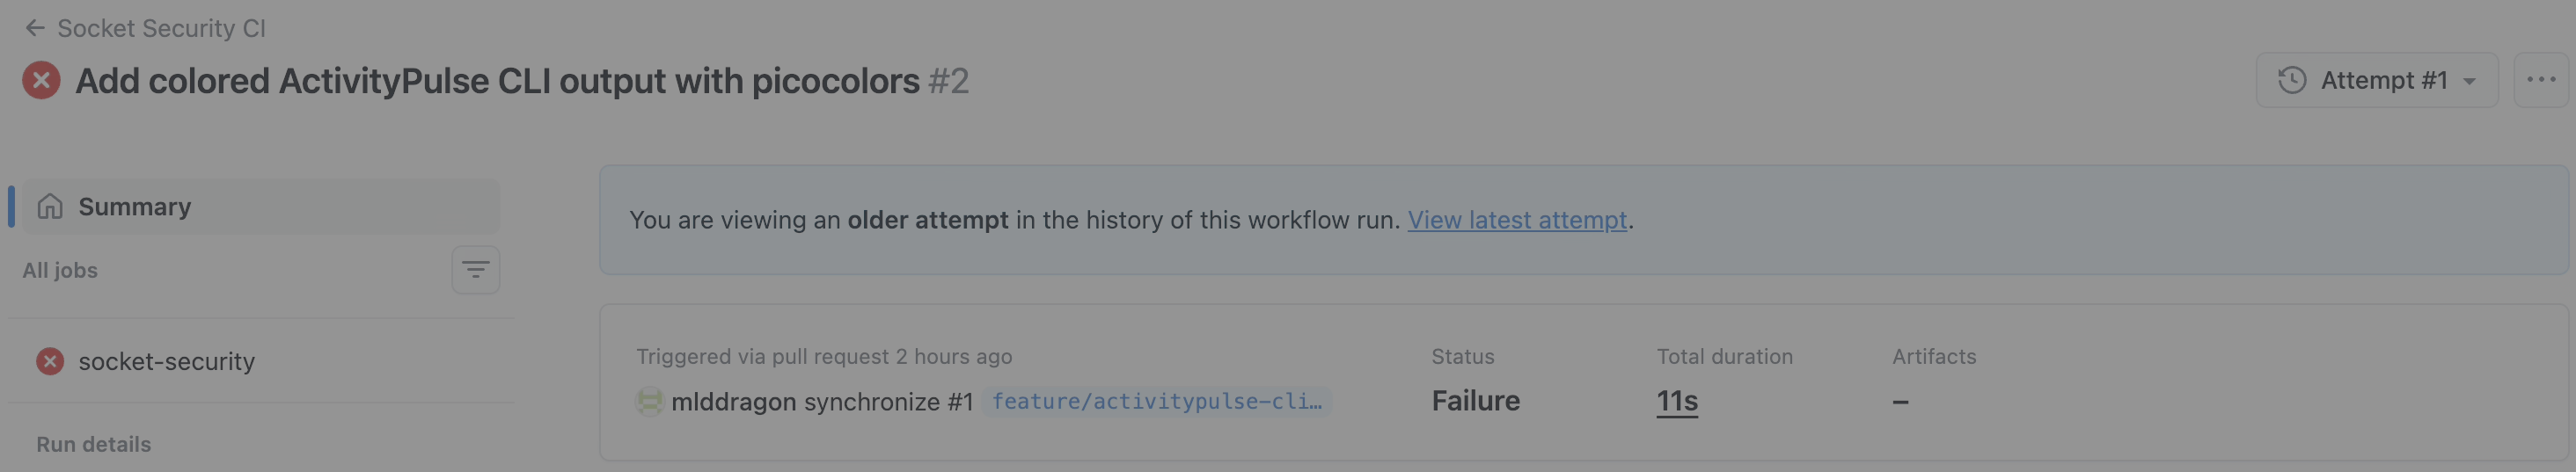 Socket Security CI
Add colored ActivityPulse CLI output with picocolors #2
Attempt #1
Summary
All jobs
socket-security
Run details
You are viewing an older attempt in the history of this workflow run. View latest attempt.
Triggered via pull request 2 hours ago
mlddragon synchronize #1 feature/activitypulse-cli…
Status
Failure
Total duration
11s
Artifacts
–